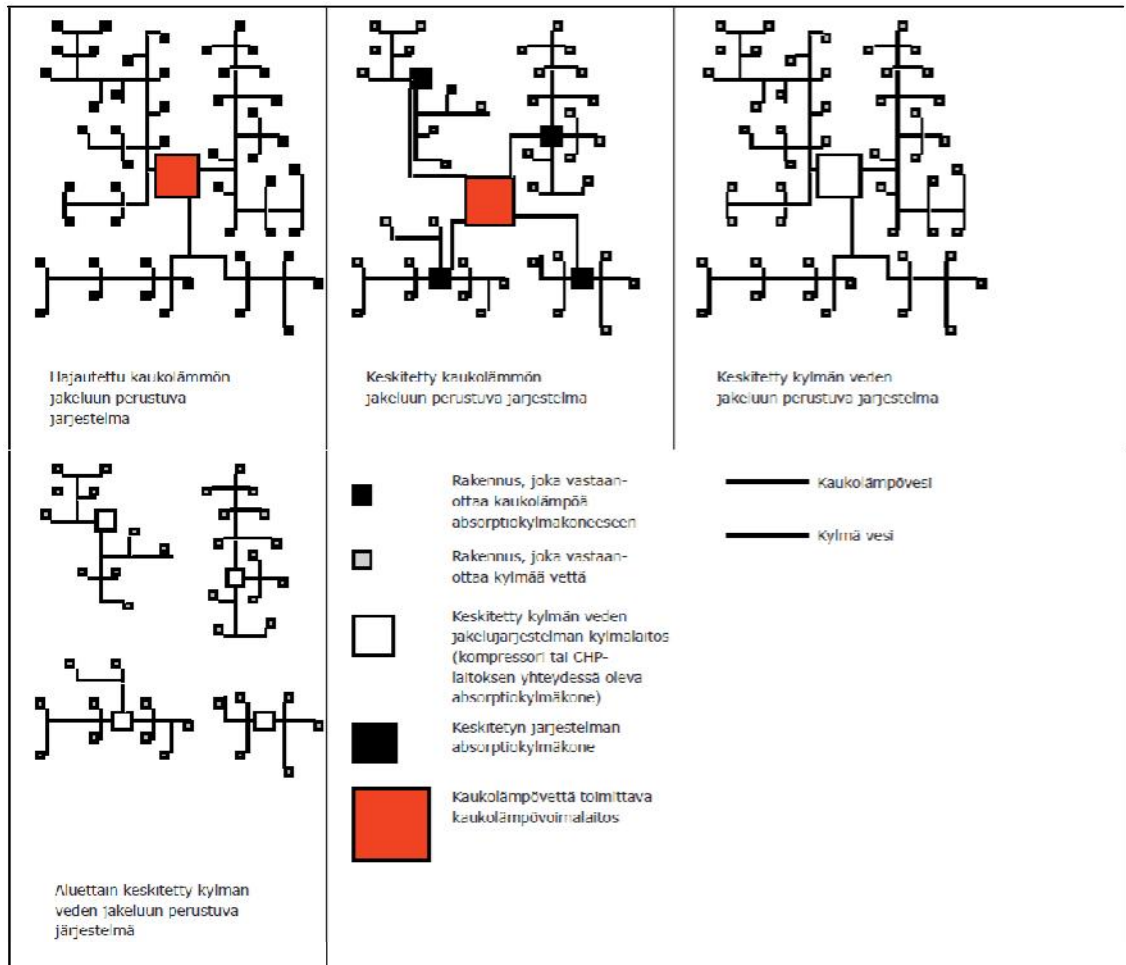 Hajautettu kaukolämmön
jakeluun perustuva
järjestelmä
Keskitetty kaukolämmön
jakeluun perustuva järjestelmä
Keskitetty kylmän veden
jakeluun perustuva järjestelmä
Rakennus, joka vastaan-
ottaa kaukolämpöä
absorptiokylmäkoneeseen
Rakennus, joka vastaan-
ottaa kylmää vettä
Keskitetty kylmän veden
jakelujärjestelmän kylmälaitos
(kompressori tai CHP-
laitoksen yhteydessä oleva
absorptiokylmäkone)
Keskitetyn järjestelmän
absorptiokylmäkone
Kaukolämpövettä toimittava
kaukolämpövoimalaitos
Kaukolämpövesi
Kylmä vesi
Aluettain keskitetty kylmän
veden jakeluun perustuva
järjestelmä